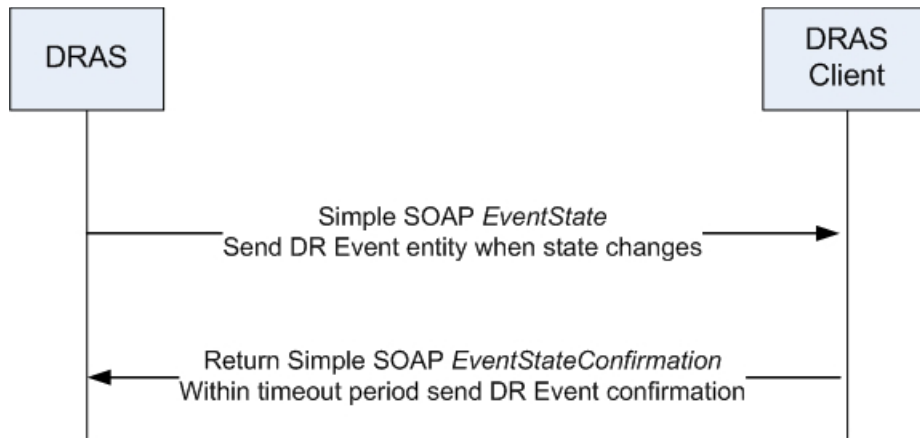 DRAS
DRAS
Client
Simple SOAP EventState
Send DR Event entity when state changes
Return Simple SOAP EventStateConfirmation
Within timeout period send DR Event confirmation